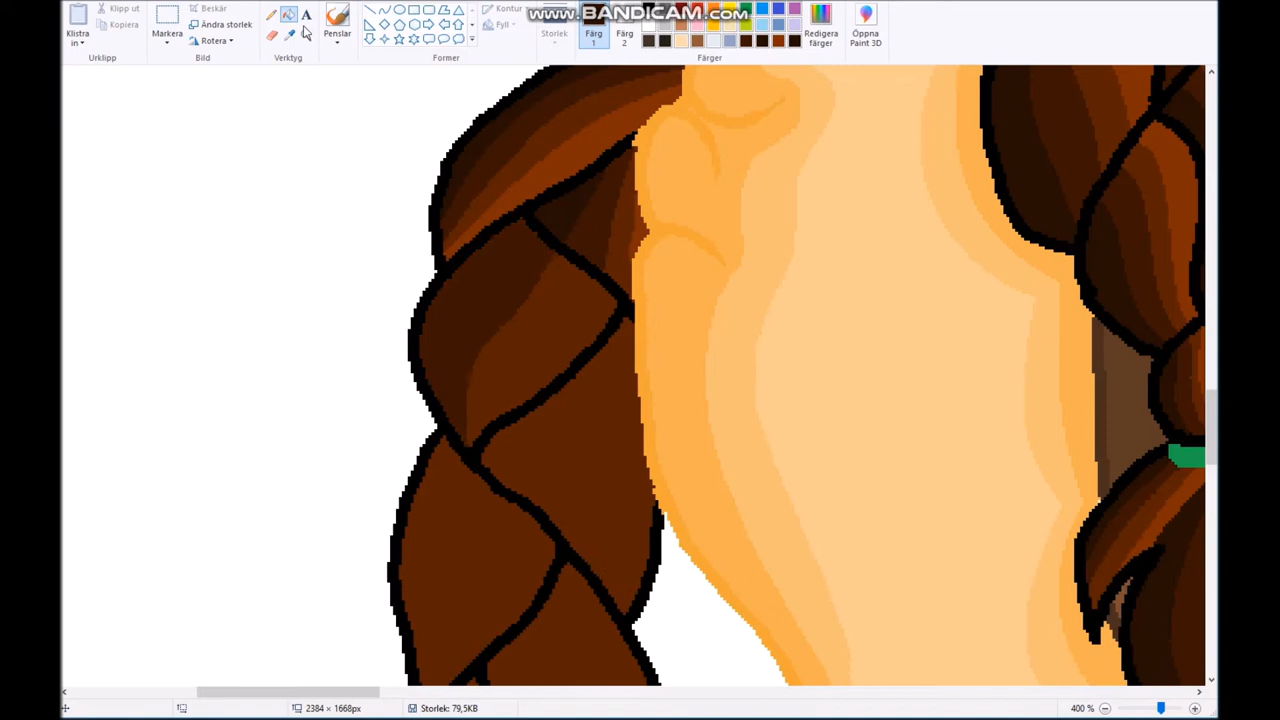 www.BANDICAM.com
Klistra in
Klipp ut
Kopiera
Urklipp
Markera
Beskär
Ändra storlek
Rotera
Bild
A
Verktyg
Penslar
Kontur
Fyll
Former
Storlek
Färg 1
Färg 2
Färger
Redigera färger
Öppna Paint 3D
2384 × 1668px
Storlek: 79,5KB
400 %